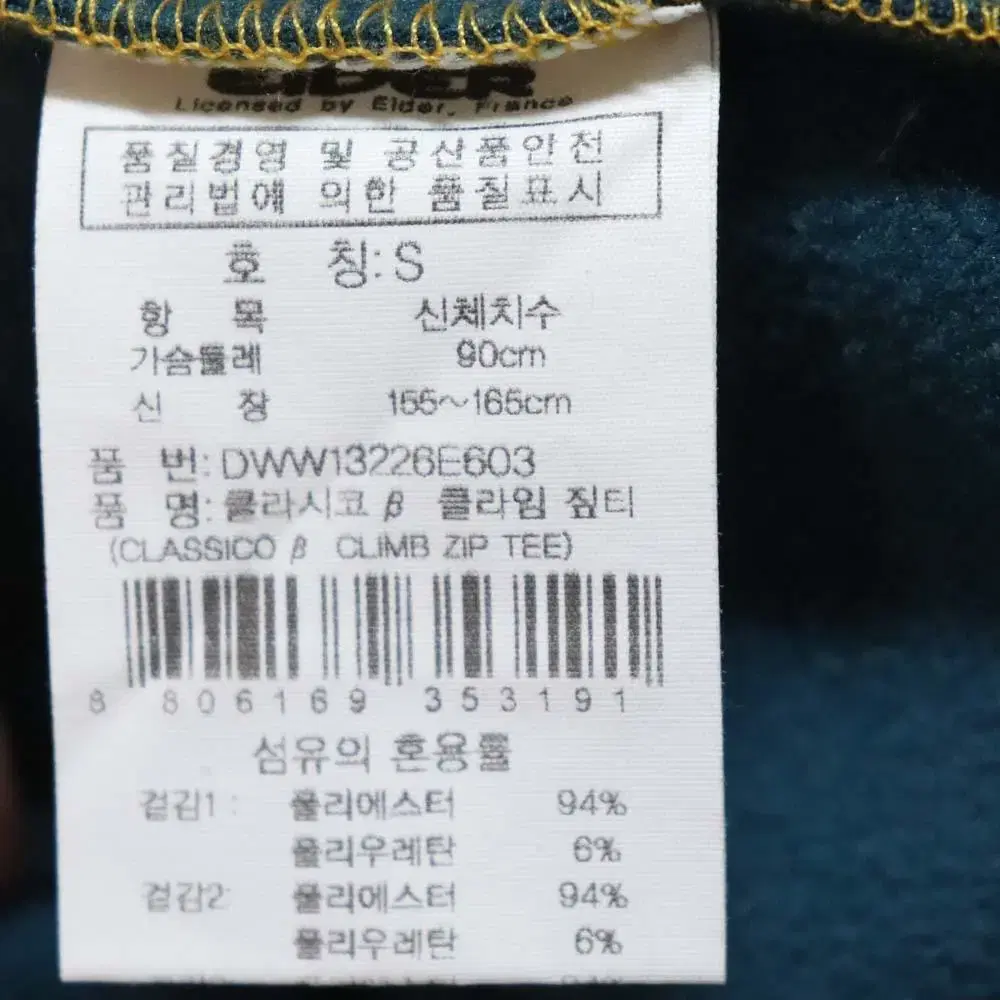 EIDER
Licensed by Eider, France
품질경영 및 공산품안전
관리법에 의한 품질표시
호 칭: S
항 목 신체치수
가슴둘레 90cm
신 장 155~165cm
품 번: DWW13226E603
품 명: 클라시코 β 클라임 짚티
(CLASSICO β CLIMB ZIP TEE)
8 806169 353191
섬유의 혼용률
겉감1: 폴리에스터 94%
폴리우레탄 6%
겉감2: 폴리에스터 94%
폴리우레탄 6%